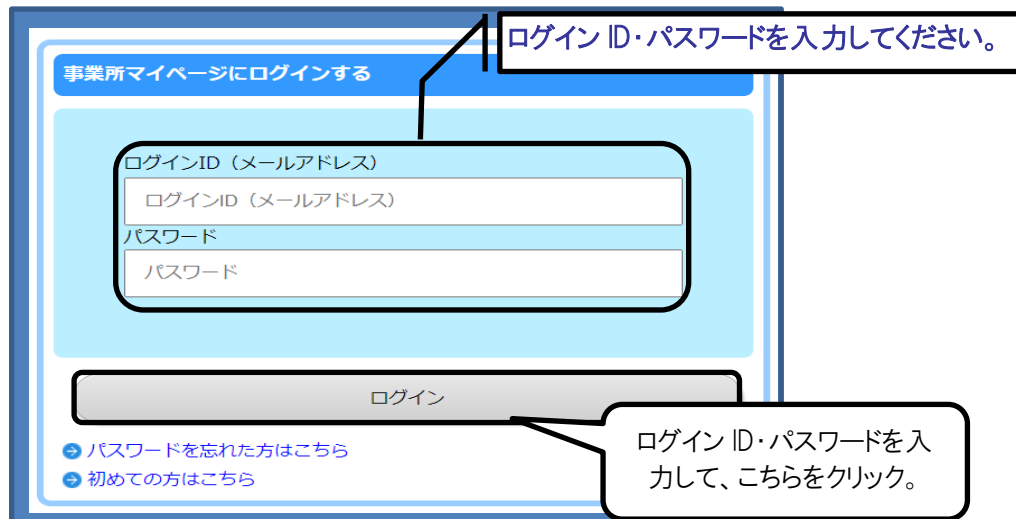 ログイン ID・パスワードを入力してください。
事業所マイページにログインする
ログインID（メールアドレス）
ログインID（メールアドレス）
パスワード
パスワード
ログイン
ログイン ID・パスワードを入
力して、こちらをクリック。
パスワードを忘れた方はこちら
初めての方はこちら